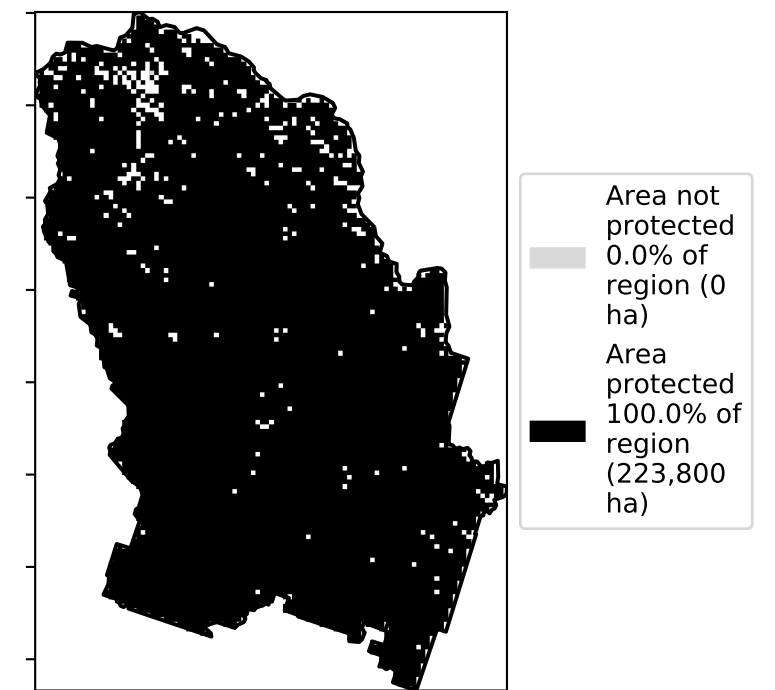 Area not
protected
0.0% of
region (0
ha)
Area
protected
100.0% of
region
(223,800
ha)